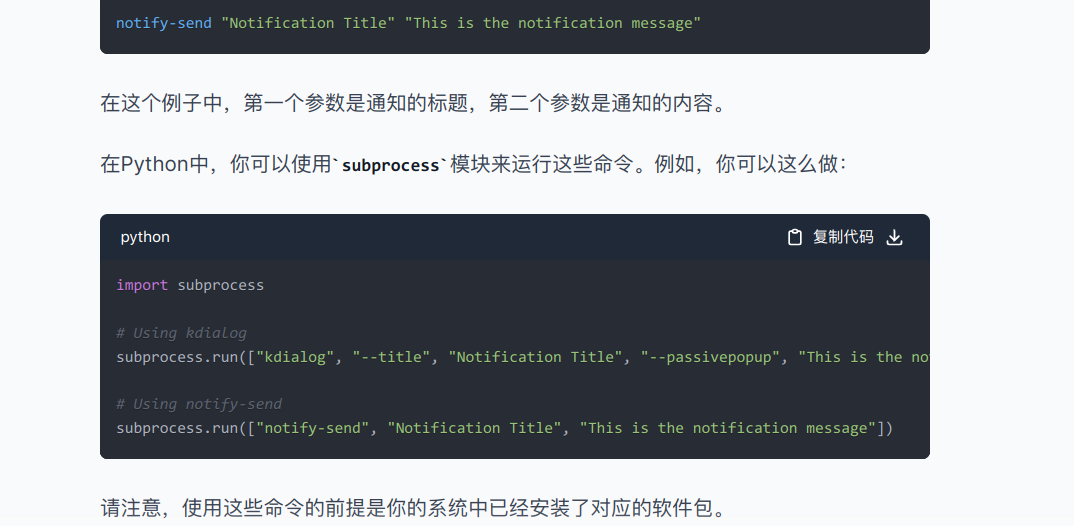 notify-send "Notification Title" "This is the notification message"
在这个例子中，第一个参数是通知的标题，第二个参数是通知的内容。
在Python中，你可以使用`subprocess`模块来运行这些命令。例如，你可以这么做：
python
复制代码
import subprocess
# Using kdialog
subprocess.run(["kdialog", "--title", "Notification Title", "--passivepopup", "This is the no
# Using notify-send
subprocess.run(["notify-send", "Notification Title", "This is the notification message"])
请注意，使用这些命令的前提是你的系统中已经安装了对应的软件包。